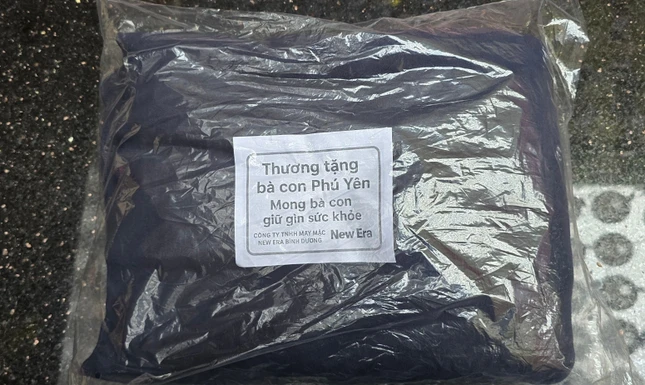 Thương tặng
bà con Phú Yên
Mong bà con
giữ gìn sức khỏe
CÔNG TY TNHH MAY MẶC
NEW ERA BÌNH DƯƠNG
New Era